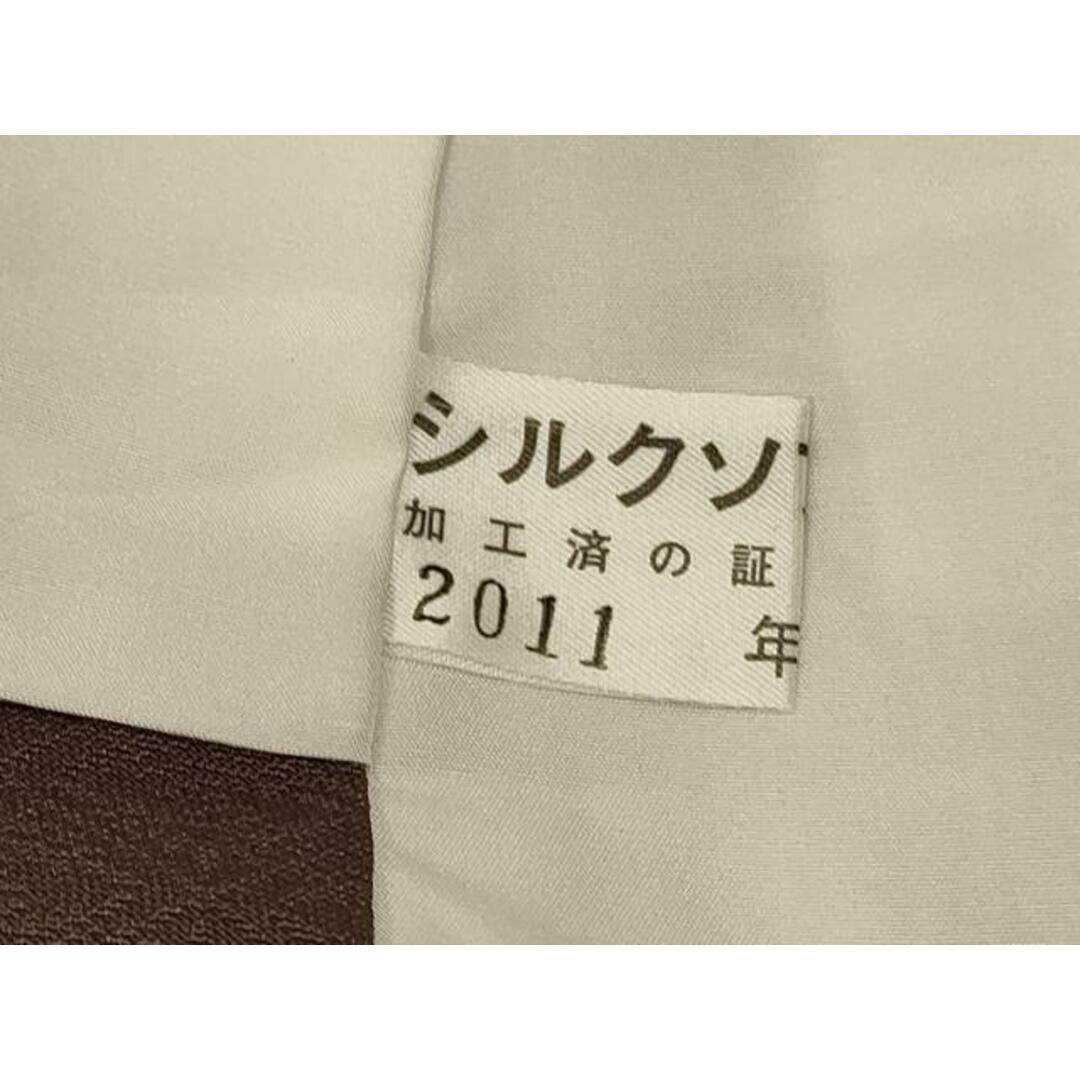 シルクソ
加工済の証
2011 年